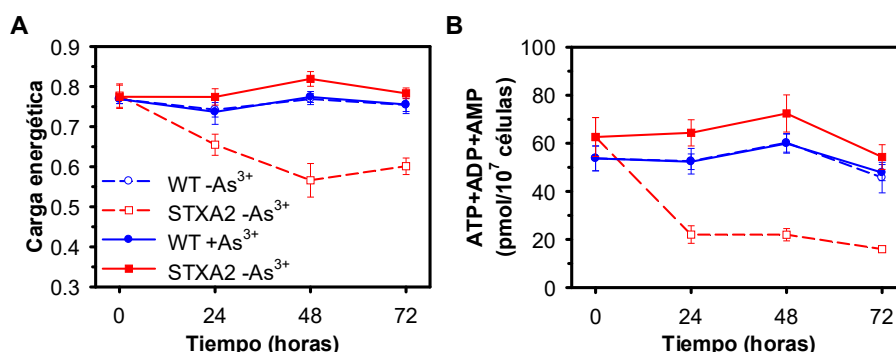 A
Carga energética
0.9
0.8
0.7
0.6
0.5
0.4
0.3
WT -As³⁺
STXA2 -As³⁺
WT +As³⁺
STXA2 -As³⁺
0 24 48 72
Tiempo (horas)
B
ATP+ADP+AMP
(pmol/10⁷ células)
100
80
60
40
20
0
0 24 48 72
Tiempo (horas)